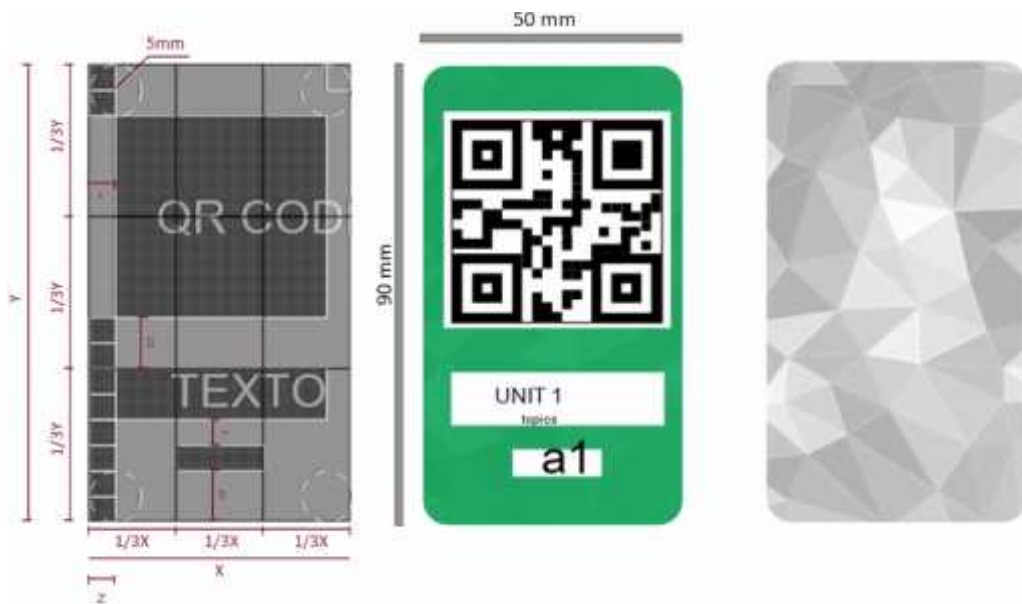 5mm
50 mm
1/3Y
QR COD
1/3Y
Y
90 mm
1/3Y
TEXTO
UNIT 1
topics
a1
1/3X
1/3X
1/3X
X
Z